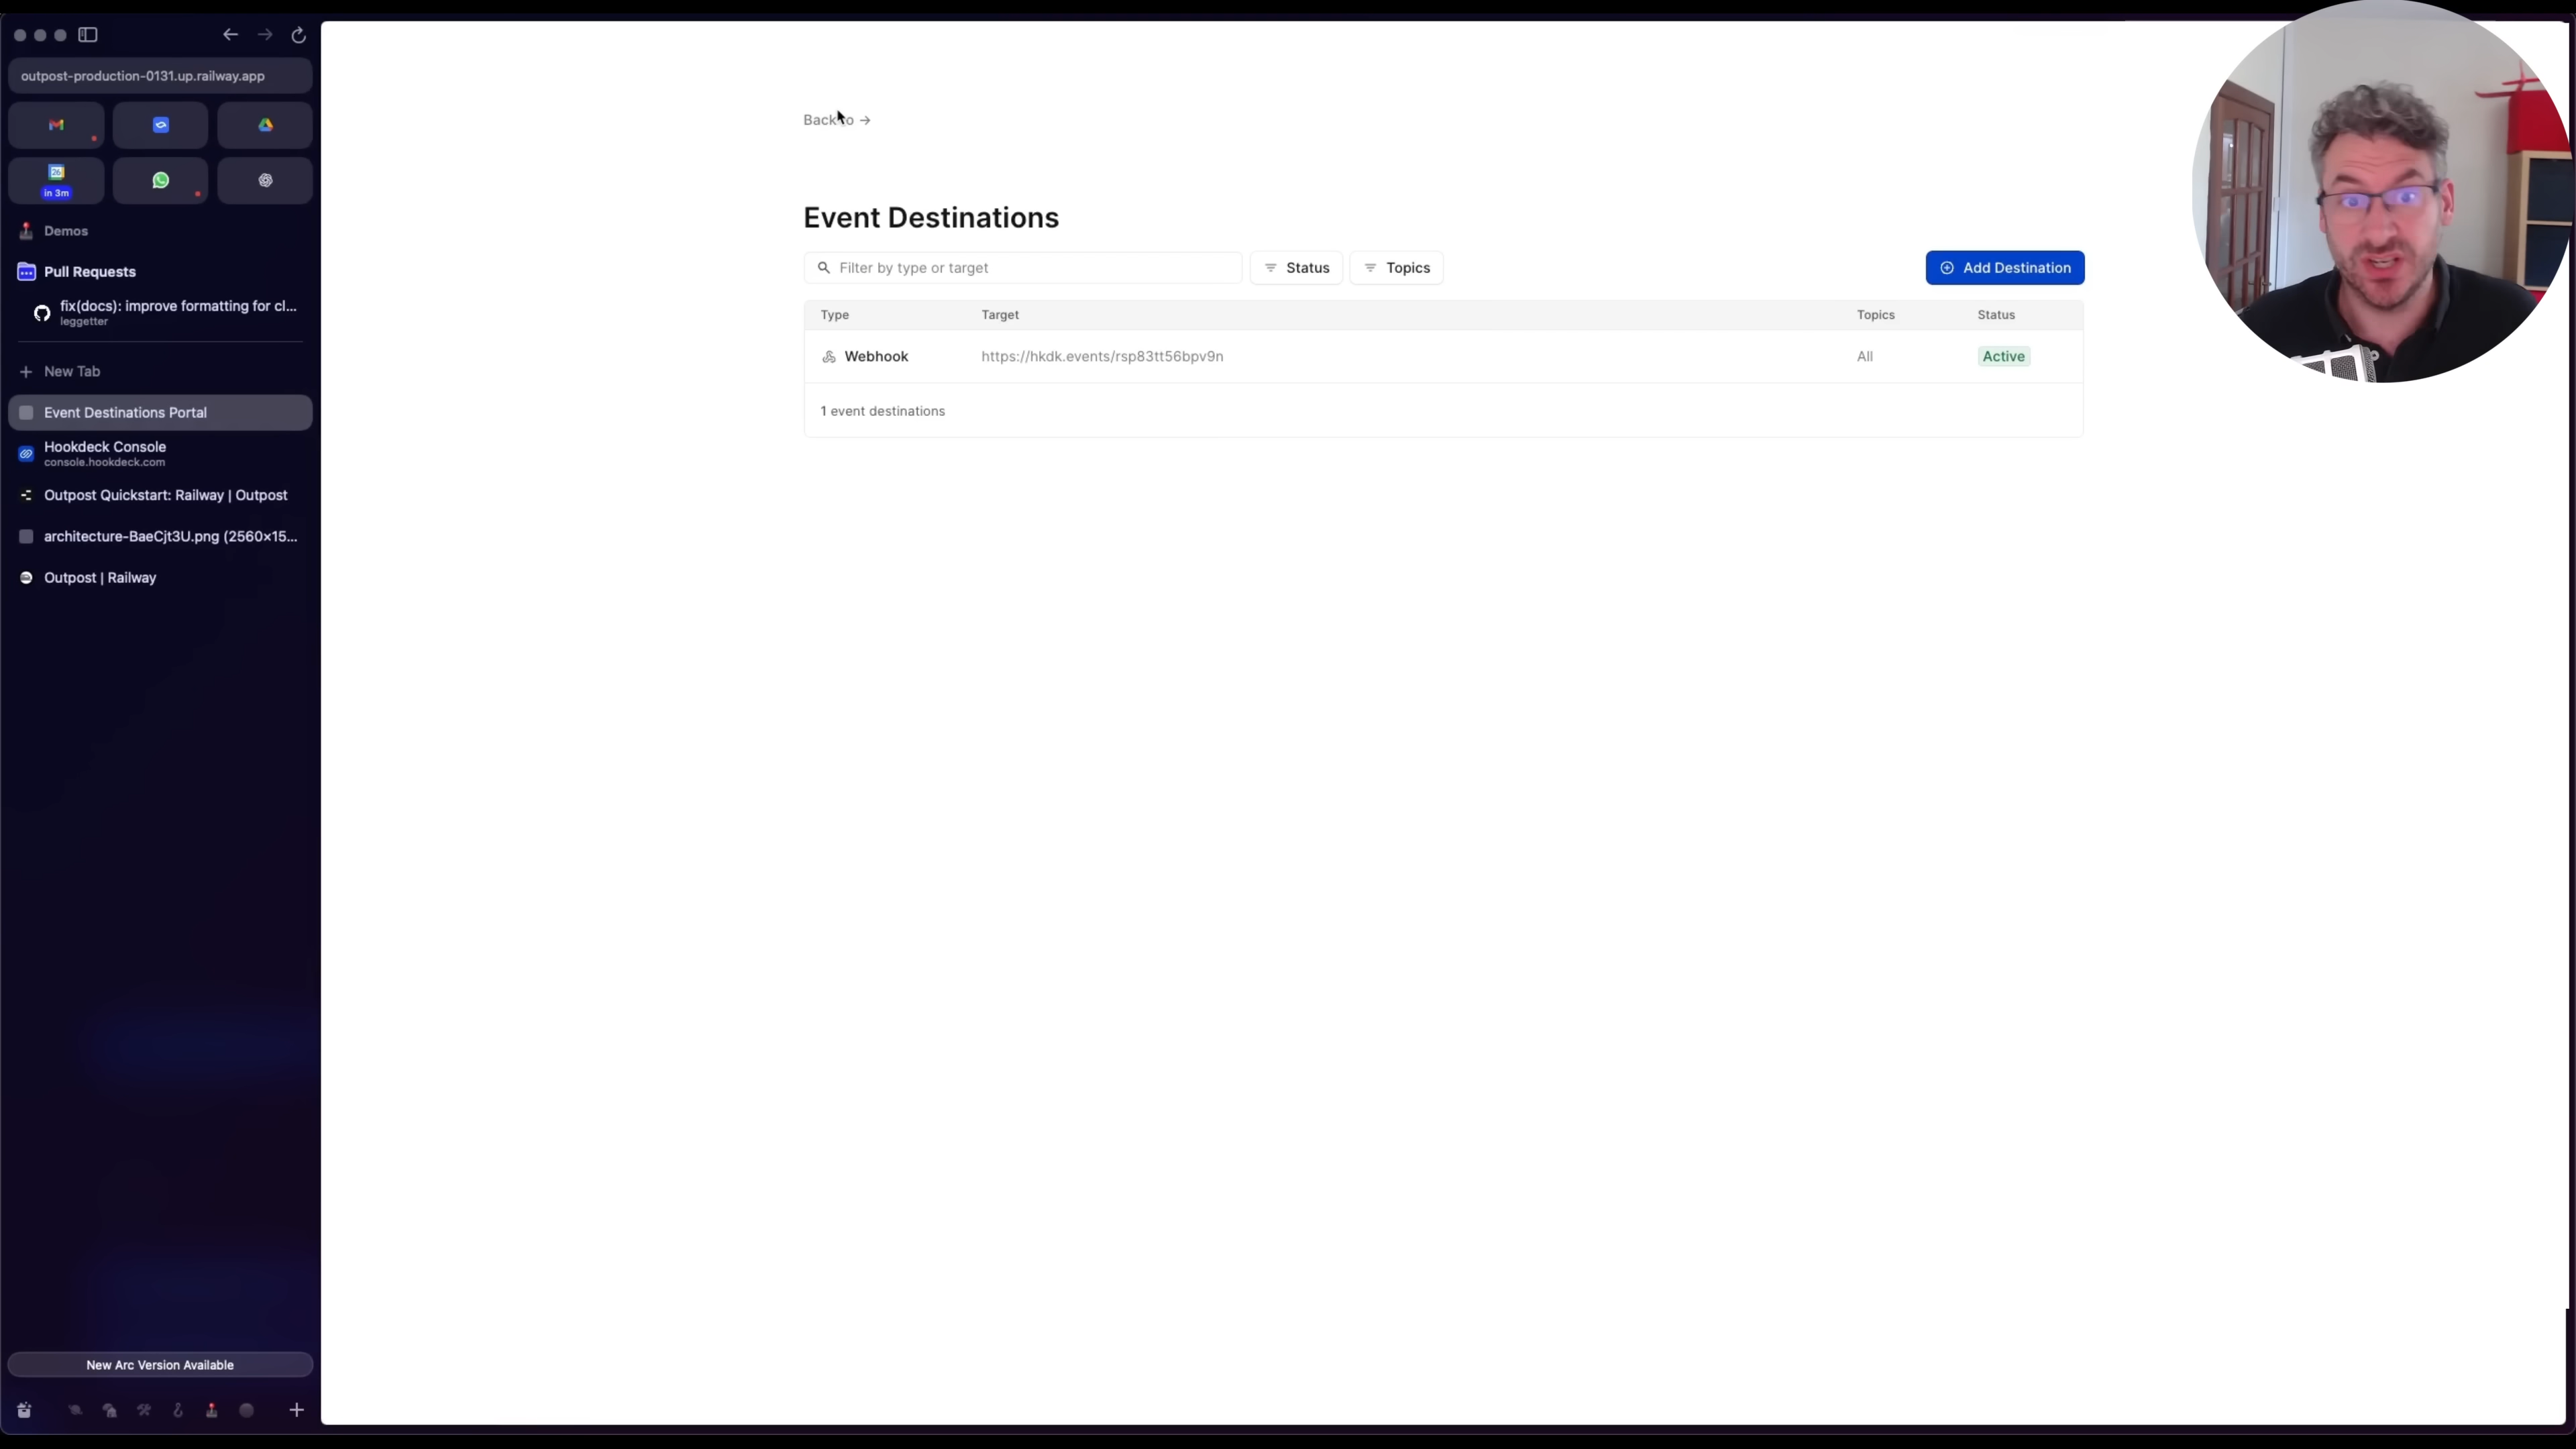 outpost-production-0131.up.railway.app
26
in 3m
Demos
Pull Requests
fix(docs): improve formatting for cl...
leggetter
New Tab
Event Destinations Portal
Hookdeck Console
console.hookdeck.com
Outpost Quickstart: Railway | Outpost
architecture-BaeCjt3U.png (2560×15...
Outpost | Railway
New Arc Version Available
Back to →
Event Destinations
Filter by type or target
Status
Topics
Add Destination
Type Target Topics Status
Webhook https://hkdk.events/rsp83tt56bpv9n All Active
1 event destinations